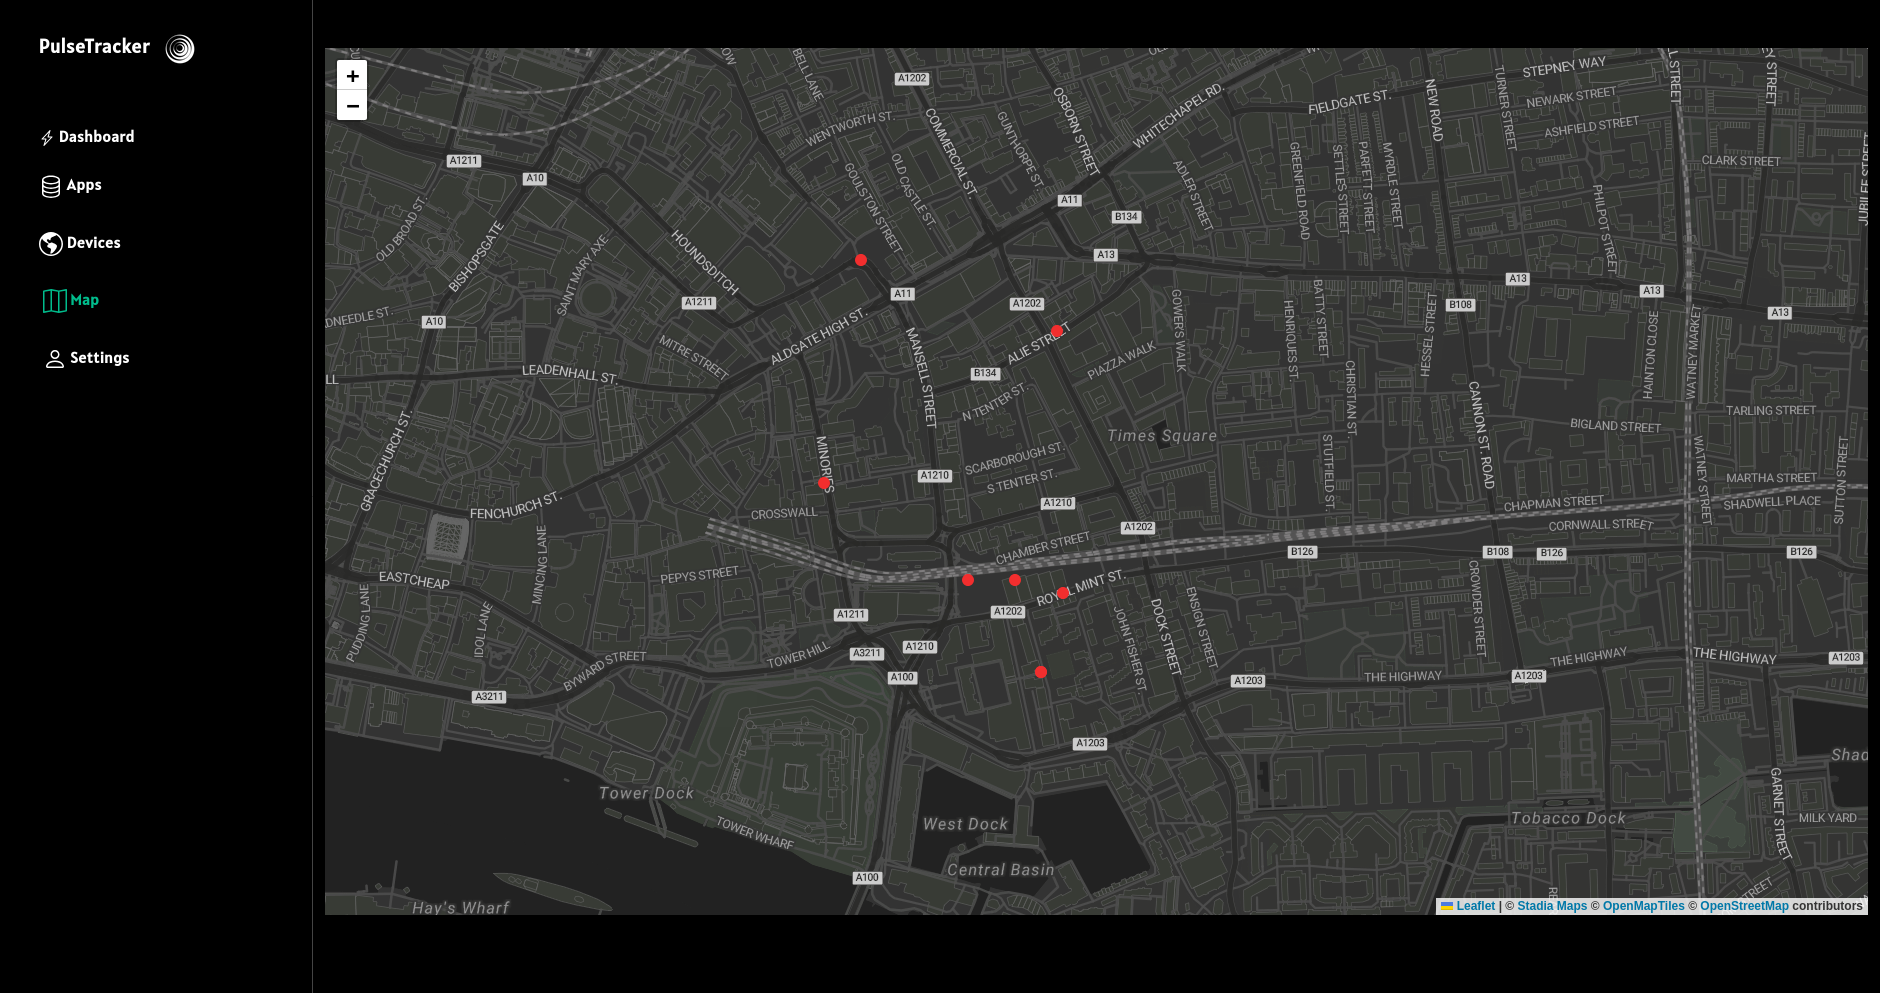 PulseTracker
Dashboard
Apps
Devices
Map
Settings
+
−
A1202
BELL LANE
STEPNEY WAY
NEW ROAD
TURNER STREET
NEWARK STREET
FIELDGATE ST.
ASHFIELD STREET
CLARK STREET
WHITECHAPEL RD.
OSBORN STREET
COMMERCIAL ST.
GUNTHORPE ST.
WENTWORTH ST.
A1211
A10
OLD CASTLE ST.
GOULSTON STREET
ADLER STREET
GREENFIELD ROAD
SETTLES STREET
PARFETT STREET
MYRDLE STREET
PHILPOT STREET
JUBILEE STREET
A11
B134
OLD BROAD ST.
BISHOPSGATE
SAINT MARY AXE
HOUNDSDITCH
A13
A13
A13
A13
A1211
A11
A1202
B108
GOWER'S WALK
HENRIQUES ST.
BATTY STREET
HESSEL STREET
HAINTON CLOSE
WATNEY MARKET
A10
DNEEDLE ST.
ALDGATE HIGH ST.
MANSELL STREET
ALIE STREET
PIAZZA WALK
MITRE STREET
LEADENHALL ST.
LL
B134
N TENTER ST.
CHRISTIAN ST.
CANNON ST. ROAD
TARLING STREET
BIGLAND STREET
Times Square
GRACECHURCH ST.
MINORIES
SCARBOROUGH ST.
S TENTER ST.
A1210
STUTFIELD ST.
WATNEY STREET
MARTHA STREET
SUTTON STREET
SHADWELL PLACE
CHAPMAN STREET
CORNWALL STREET
FENCHURCH ST.
CROSSWALL
A1210
A1202
CHAMBER STREET
B126
B108
B126
B126
MINCING LANE
EASTCHEAP
PEPYS STREET
ROYAL MINT ST.
CROWDER STREET
PUDDING LANE
IDOL LANE
A1211
A1202
JOHN FISHER ST.
DOCK STREET
ENSIGN STREET
A3211
A1210
TOWER HILL
BYWARD STREET
A100
A3211
A1203
THE HIGHWAY
A1203
THE HIGHWAY
THE HIGHWAY
A1203
A1203
Shad
Tower Dock
TOWER WHARF
West Dock
Central Basin
Tobacco Dock
GARNET STREET
MILK YARD
A100
Hay's Wharf
STREET
Leaflet | © Stadia Maps © OpenMapTiles © OpenStreetMap contributors